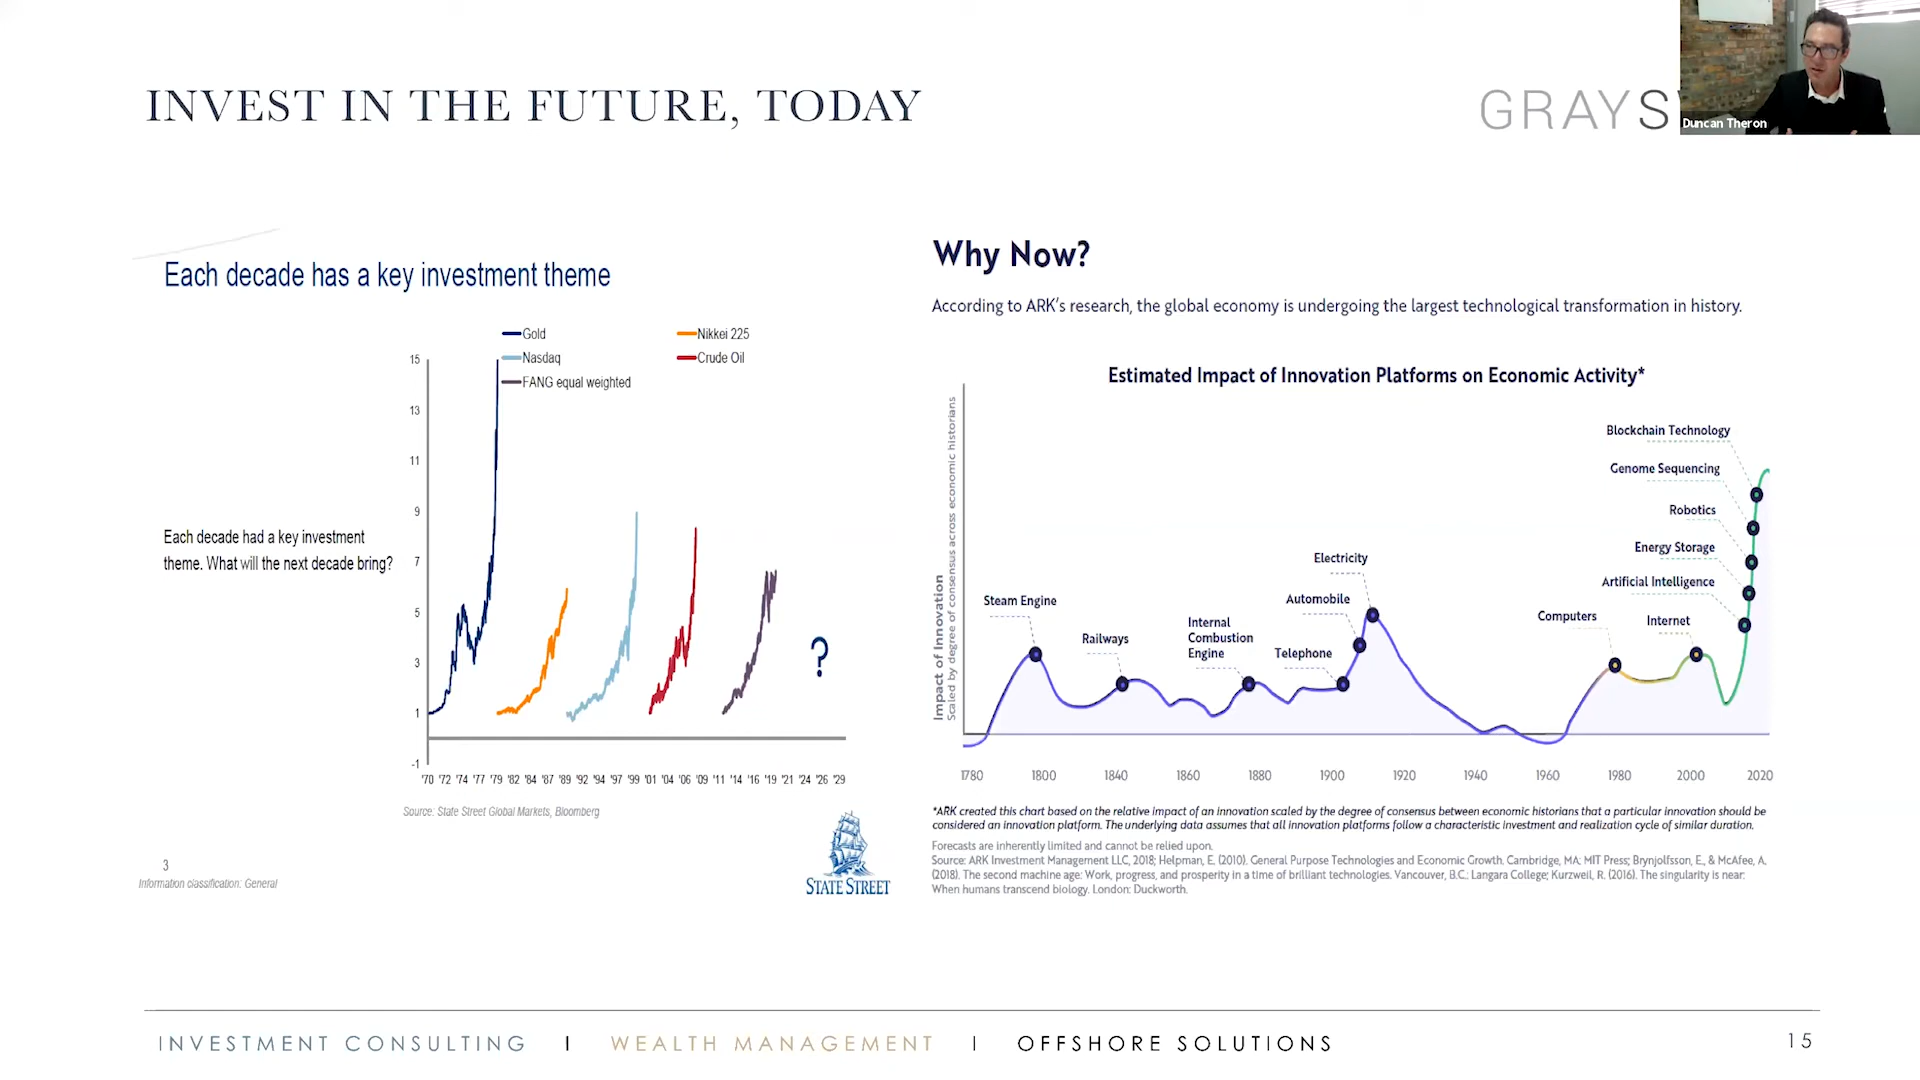 INVEST IN THE FUTURE, TODAY
GRAYS
Duncan Theron
Each decade has a key investment theme
Gold
Nikkei 225
Nasdaq
Crude Oil
FANG equal weighted
15
13
11
9
7
5
3
1
-1
Each decade had a key investment
theme. What will the next decade bring?
?
'70 '72 '74 '77 '79 '82 '84 '87 '89 '92 '94 '97 '99 '01 '04 '06 '09 '11 '14 '16 '19 '21 '24 '26 '29
Source: State Street Global Markets, Bloomberg
STATE STREET
3
Information classification: General
Why Now?
According to ARK's research, the global economy is undergoing the largest technological transformation in history.
Estimated Impact of Innovation Platforms on Economic Activity*
Impact of Innovation
Scaled by degree of consensus across economic historians
Steam Engine
Railways
Internal
Combustion
Engine
Telephone
Automobile
Electricity
Computers
Internet
Artificial Intelligence
Energy Storage
Robotics
Genome Sequencing
Blockchain Technology
1780 1800 1840 1860 1880 1900 1920 1940 1960 1980 2000 2020
*ARK created this chart based on the relative impact of an innovation scaled by the degree of consensus between economic historians that a particular innovation should be
considered an innovation platform. The underlying data assumes that all innovation platforms follow a characteristic investment and realization cycle of similar duration.
Forecasts are inherently limited and cannot be relied upon.
Source: ARK Investment Management LLC, 2018; Helpman, E. (2010). General Purpose Technologies and Economic Growth. Cambridge, MA: MIT Press; Brynjolfsson, E., & McAfee, A.
(2018). The second machine age: Work, progress, and prosperity in a time of brilliant technologies. Vancouver, B.C.: Langara College; Kurzweil, R. (2016). The singularity is near:
When humans transcend biology. London: Duckworth.
INVESTMENT CONSULTING | WEALTH MANAGEMENT | OFFSHORE SOLUTIONS
15